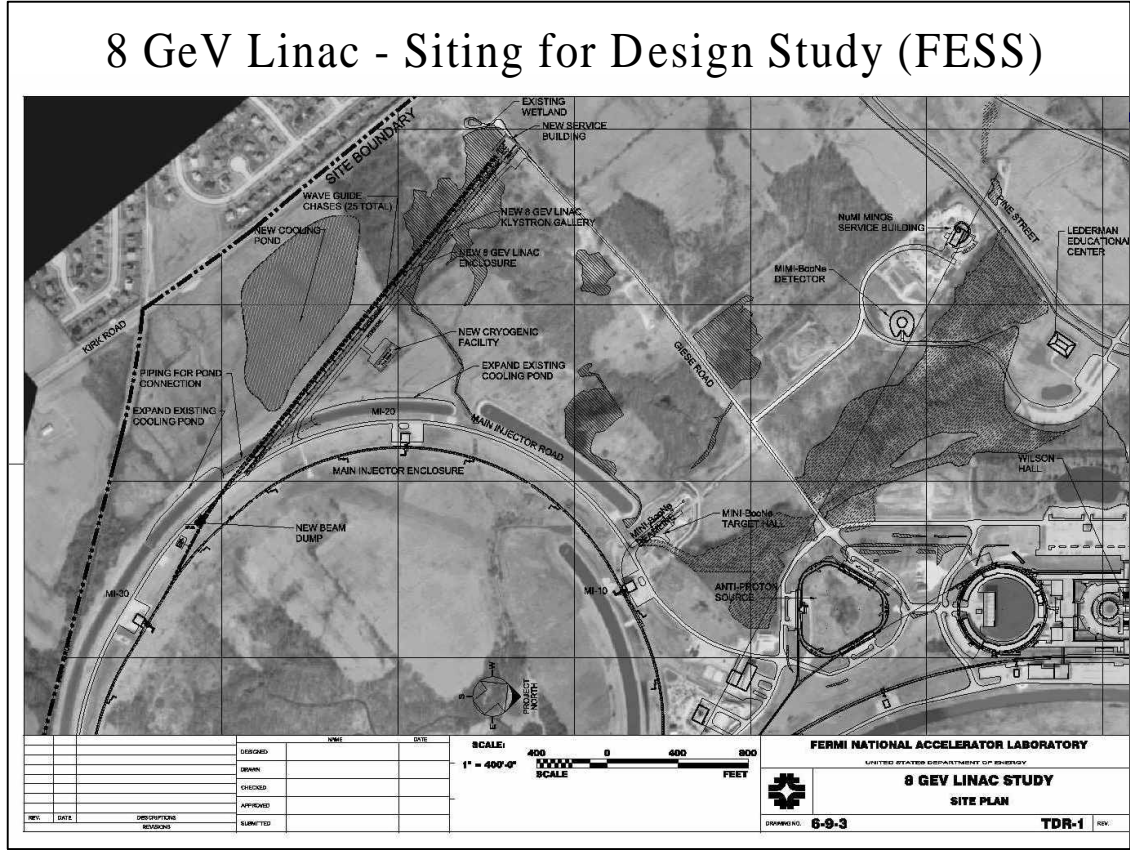 8 GeV Linac - Siting for Design Study (FESS)
EXISTING
WETLAND
NEW SERVICE
BUILDING
SITE BOUNDARY
WAVE GUIDE
CHASES (25 TOTAL)
NEW COOLING
POND
NEW 8 GEV LINAC
KLYSTRON GALLERY
NEW 8 GEV LINAC
ENCLOSURE
NuMI MINOS
SERVICE BUILDING
PINE STREET
LEDERMAN
EDUCATIONAL
CENTER
MIMI-BooNe
DETECTOR
KIRK ROAD
NEW CRYOGENIC
FACILITY
GIESE ROAD
PIPING FOR POND
CONNECTION
EXPAND EXISTING
COOLING POND
EXPAND EXISTING
COOLING POND
MI-20
MAIN INJECTOR ROAD
MAIN INJECTOR ENCLOSURE
WILSON
HALL
NEW BEAM
DUMP
MINI-BooNe
MINI-BooNe
TARGET HALL
MI-30
MI-10
ANTI-PROTON
SOURCE
W
S
E
PROJECT
NORTH
NAME
DATE
DESIGNED
DRAWN
CHECKED
APPROVED
SUBMITTED
REV.
DATE
DESCRIPTIONS
REVISIONS
SCALE:
1" = 400'-0"
400 0 400 800
SCALE FEET
FERMI NATIONAL ACCELERATOR LABORATORY
UNITED STATES DEPARTMENT OF ENERGY
8 GEV LINAC STUDY
SITE PLAN
DRAWING NO. 6-9-3 TDR-1 REV.